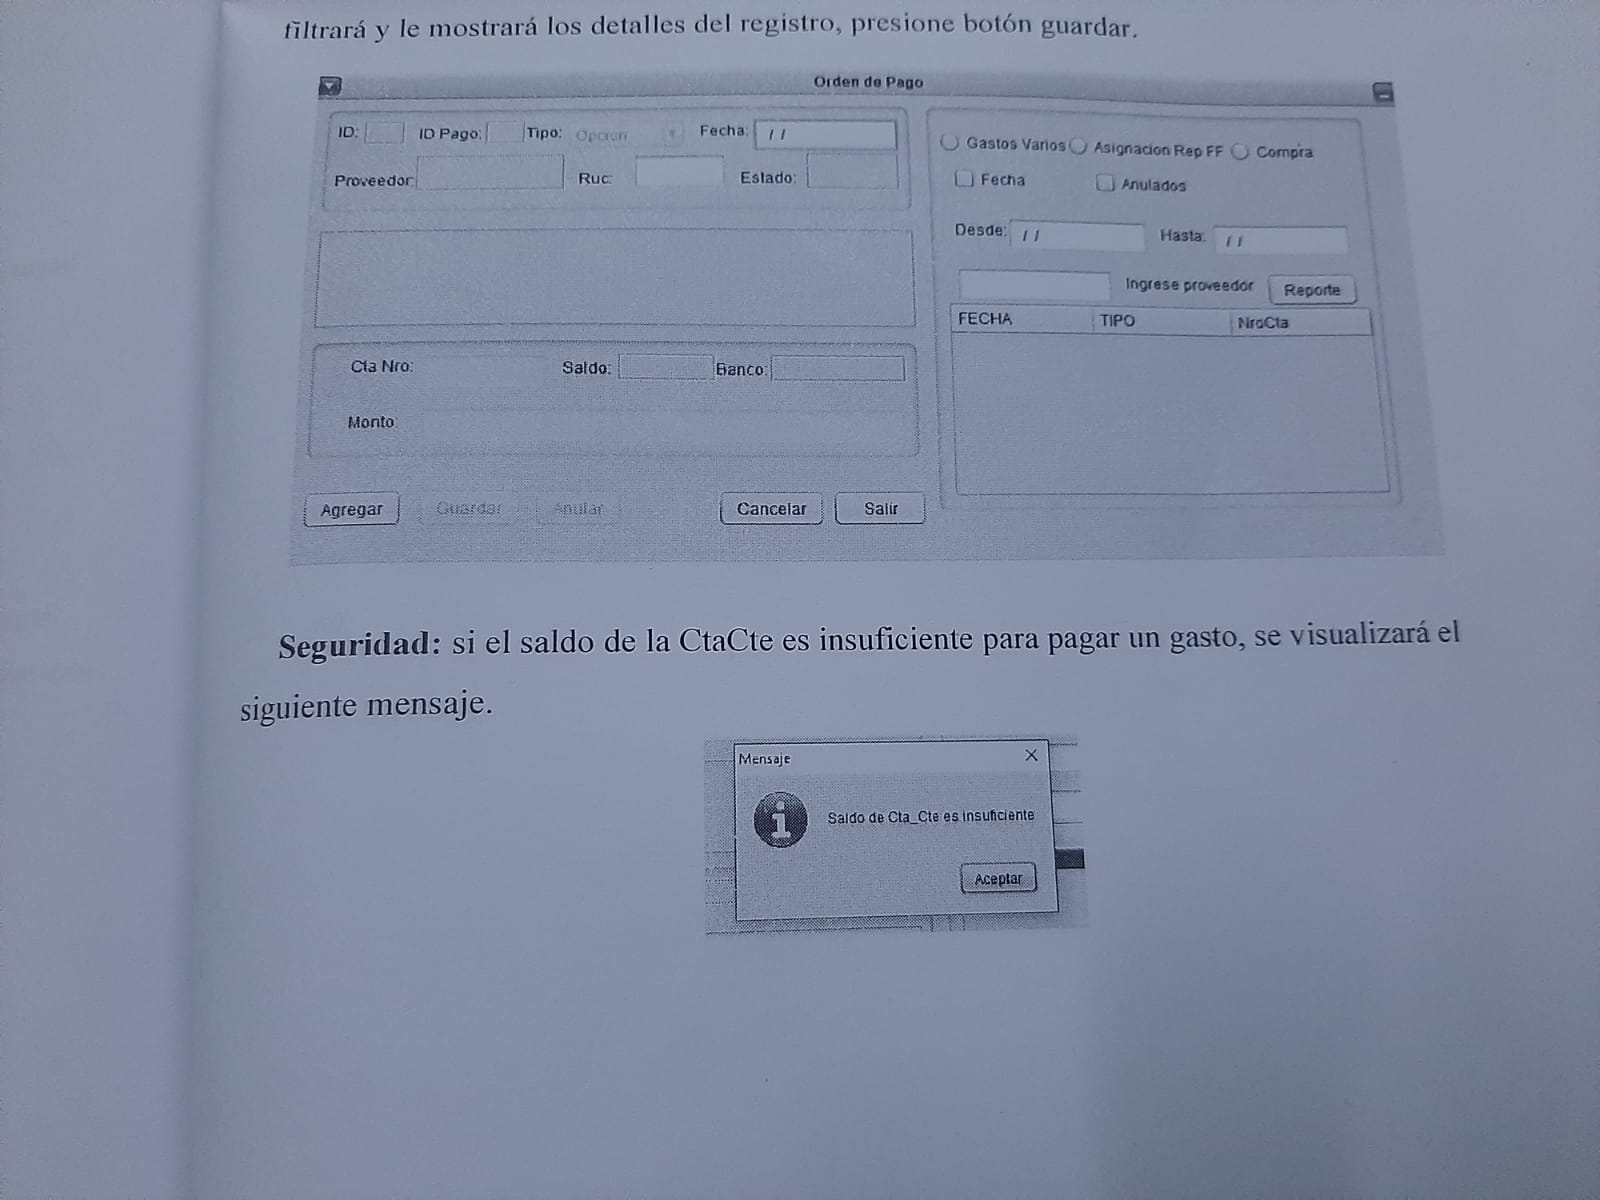 filtrará y le mostrará los detalles del registro, presione botón guardar.
Orden de Pago
ID: ID Pago: Tipo: Opcion Fecha: / /
Proveedor: Ruc: Estado:
Gastos Varios Asignacion Rep FF Compra
Fecha Anulados
Desde: / / Hasta: / /
Ingrese proveedor Reporte
FECHA TIPO NroCta
Cta Nro: Saldo: Banco:
Monto:
Agregar Guardar Anular Cancelar Salir
Seguridad: si el saldo de la CtaCte es insuficiente para pagar un gasto, se visualizará el
siguiente mensaje.
Mensaje
Saldo de Cta_Cte es insuficiente
Aceptar